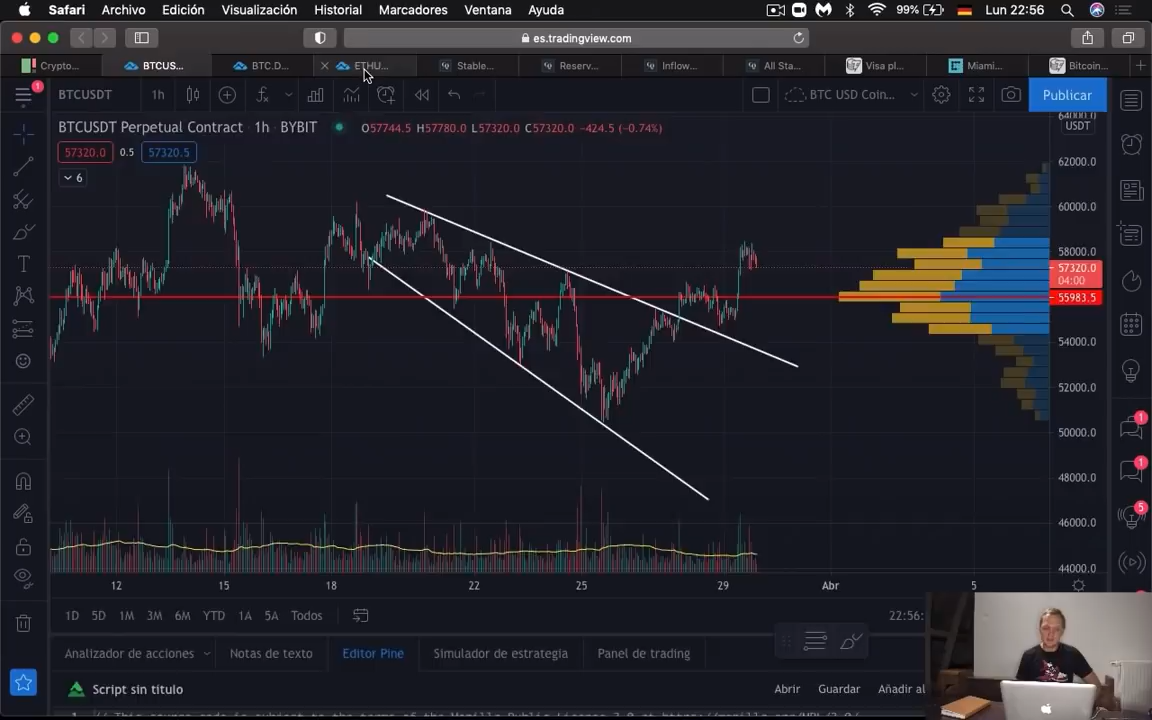 Safari Archivo Edición Visualización Historial Marcadores Ventana Ayuda 99% Lun 22:56
es.tradingview.com
Crypto... BTCUS... BTC.D... ETHU... Stable... Reserv... Inflow... All Sta... Visa pl... Miami... Bitcoin...
1 BTCUSDT 1h BTC USD Coin... Publicar
BTCUSDT Perpetual Contract · 1h · BYBIT O57744.5 H57780.0 L57320.0 C57320.0 -424.5 (-0.74%) USDT
57320.0 0.5 57320.5
6
64000.0
62000.0
60000.0
58000.0
57320.0
04:00
55983.5
54000.0
52000.0
50000.0
48000.0
46000.0
44000.0
1
1
5
12 15 18 22 25 29 Abr 5
1D 5D 1M 3M 6M YTD 1A 5A Todos 22:56:
Analizador de acciones Notas de texto Editor Pine Simulador de estrategia Panel de trading
Script sin título Abrir Guardar Añadir al